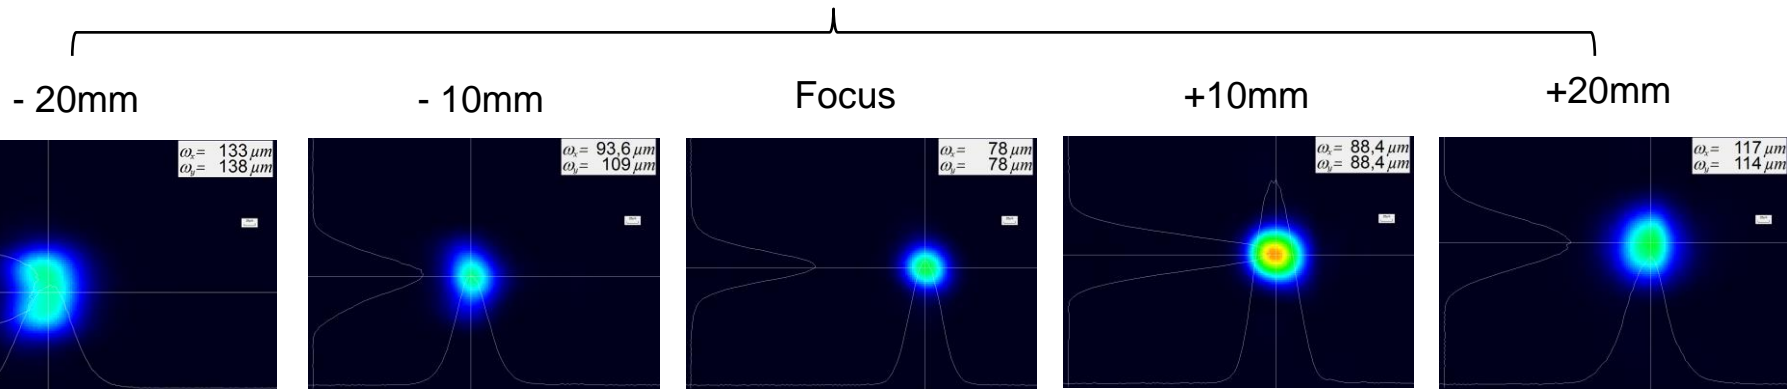 - 20mm
- 10mm
Focus
+10mm
+20mm
ωx= 133 μm
ωy= 138 μm
ωx= 93,6 μm
ωy= 109 μm
ωx= 78 μm
ωy= 78 μm
ωx= 88,4 μm
ωy= 88,4 μm
ωx= 117 μm
ωy= 114 μm